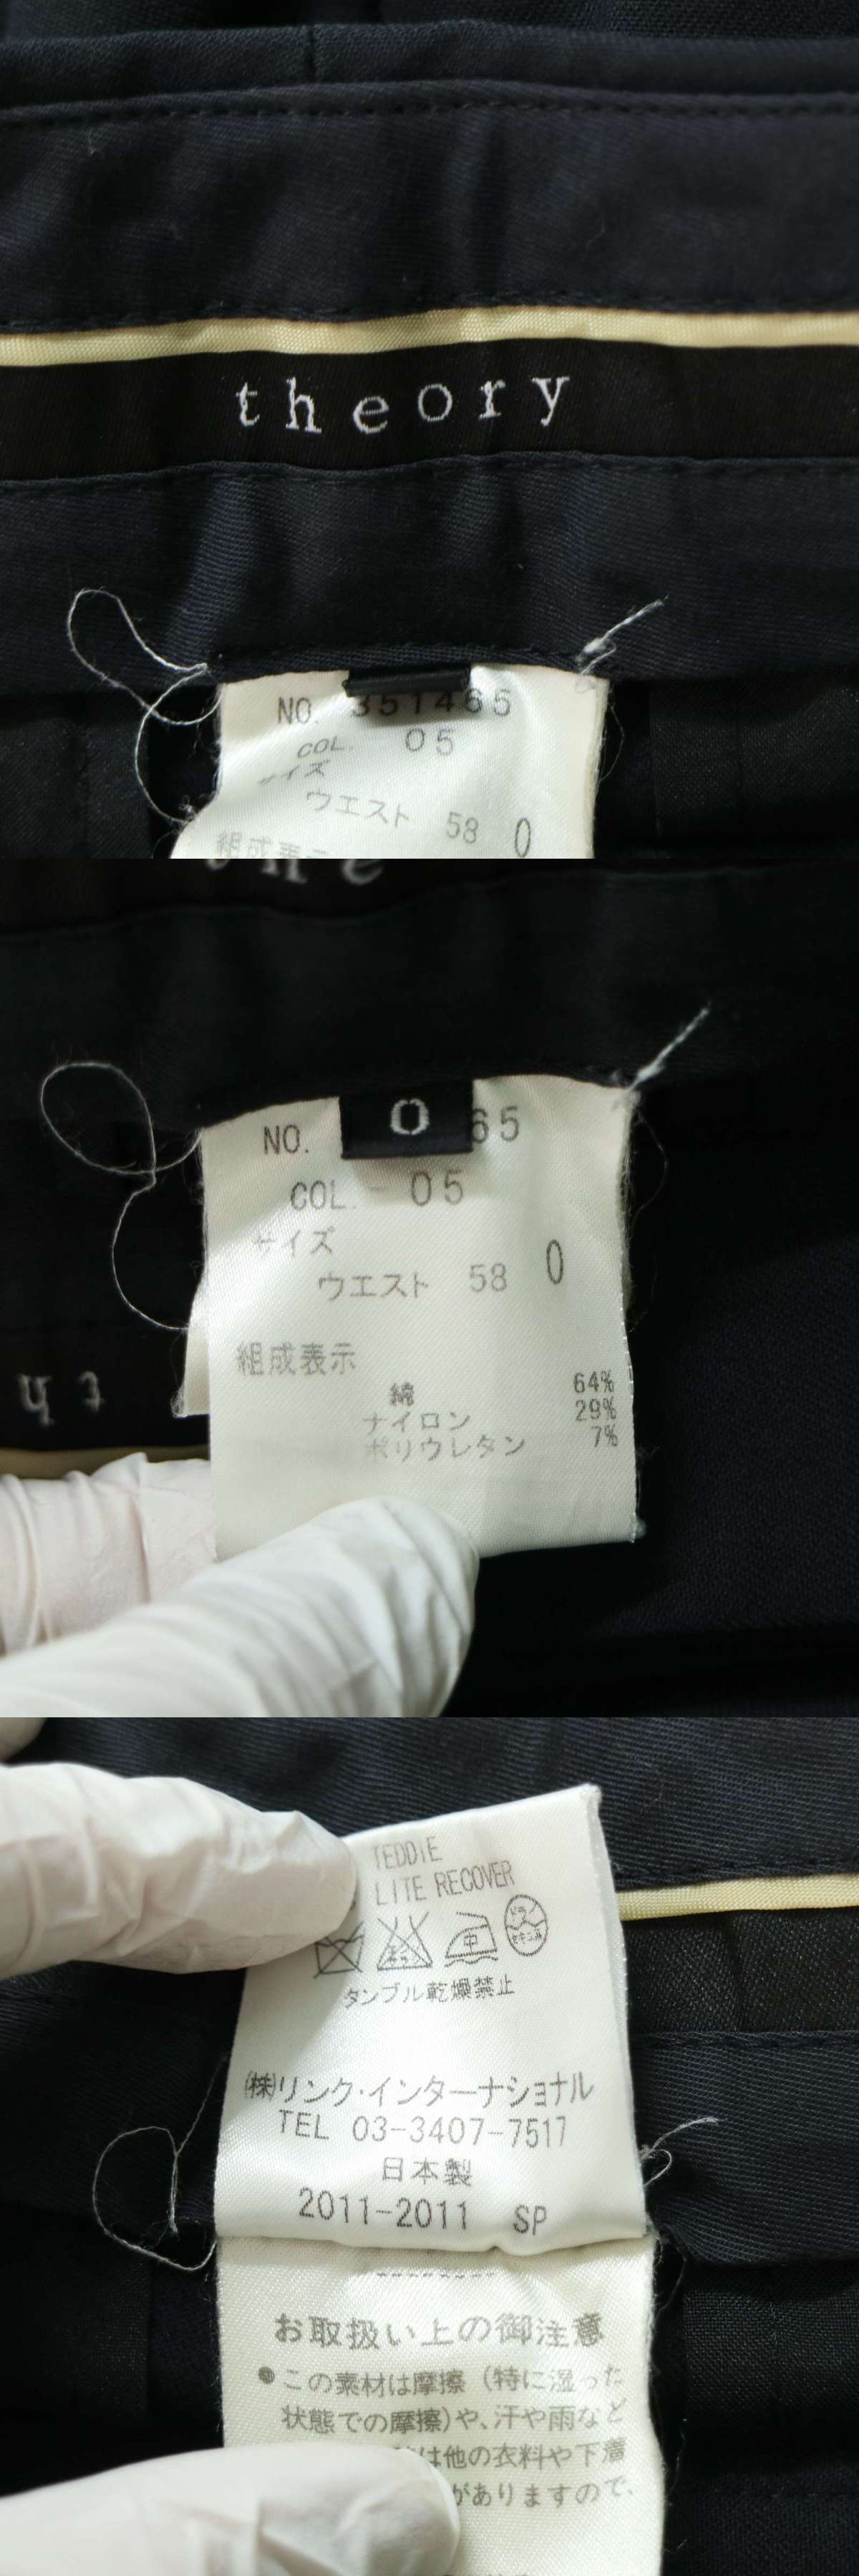 theory
NO. 351465
COL. 05
サイズ
ウエスト 58 0
組成表示
the
0
NO. 65
COL. 05
サイズ
ウエスト 58 0
組成表示
綿 64%
ナイロン 29%
ポリウレタン 7%
TEDDIE
LITE RECOVER
中
タンブル乾燥禁止
㈱リンク・インターナショナル
TEL 03-3407-7517
日本製
2011-2011 SP
お取扱い上の御注意
●この素材は摩擦（特に湿った
状態での摩擦）や、汗や雨など
は他の衣料や下着
がありますので、